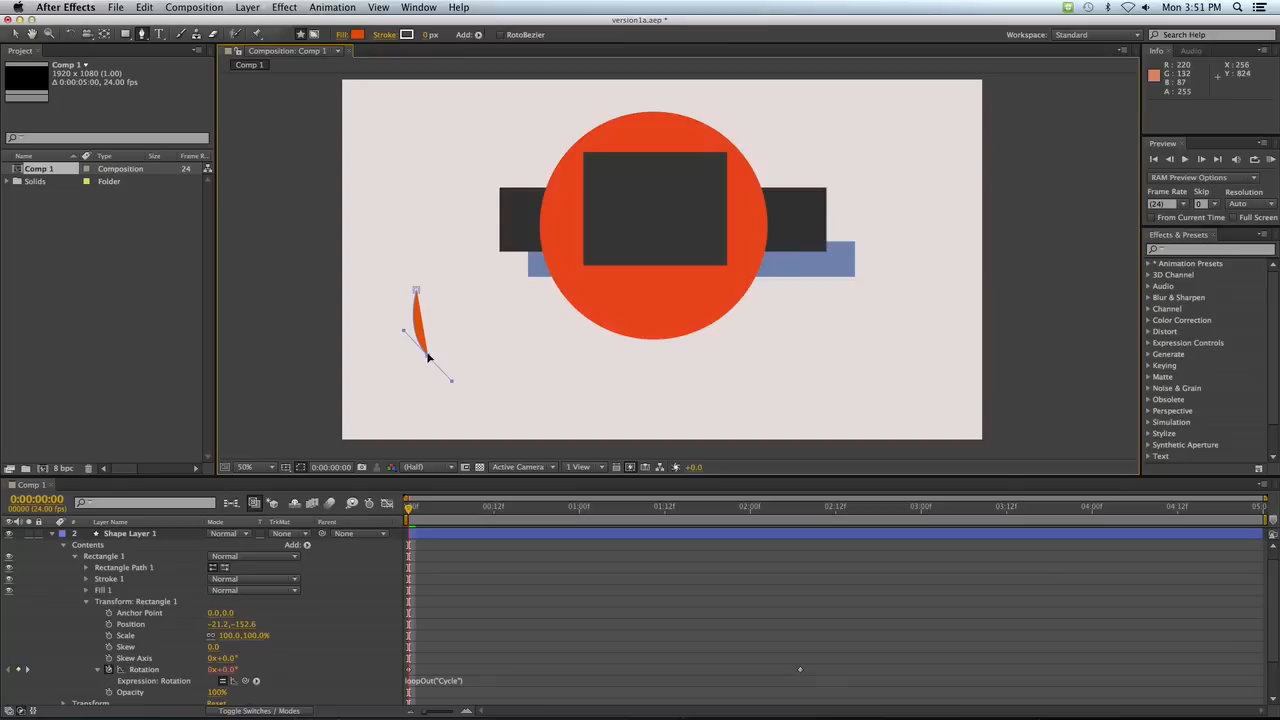 After Effects File Edit Composition Layer Effect Animation View Window Help Mon 3:51 PM
version1a.aep *
Fill: Stroke: 0 px Add: RotoBezier Workspace: Standard Search Help
Project Composition: Comp 1 Info Audio
Comp 1
Comp 1
1920 x 1080 (1.00)
Δ 0:00:05:00, 24.00 fps
R : 220
G : 132
B : 87
A : 255
X : 256
Y : 824
Name Type Size Frame R...
Comp 1 Composition 24
Solids Folder
Preview
RAM Preview Options
Frame Rate Skip Resolution
(24) 0 Auto
From Current Time Full Screen
Effects & Presets
* Animation Presets
3D Channel
Audio
Blur & Sharpen
Channel
Color Correction
Distort
Expression Controls
Generate
Keying
Matte
Noise & Grain
Obsolete
Perspective
Simulation
Stylize
Synthetic Aperture
Text
8 bpc 50% 0:00:00:00 (Half) Active Camera 1 View +0.0
Comp 1
0:00:00:00
00000 (24.00 fps)
:00f 00:12f 01:00f 01:12f 02:00f 02:12f 03:00f 03:12f 04:00f 04:12f 05:0
# Layer Name Mode T TrkMat Parent
2 Shape Layer 1 Normal None None
Contents Add:
Rectangle 1 Normal
Rectangle Path 1
Stroke 1 Normal
Fill 1 Normal
Transform: Rectangle 1
Anchor Point 0.0,0.0
Position -21.2,-152.6
Scale 100.0,100.0%
Skew 0.0
Skew Axis 0x+0.0°
Rotation 0x+0.0°
Expression: Rotation loopOut("Cycle")
Opacity 100%
Transform Reset
Toggle Switches / Modes